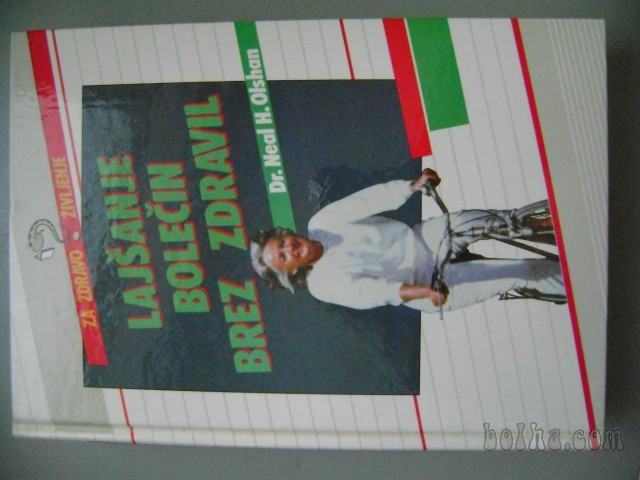 ZA ZDRAVO • ŽIVLJENJE
LAJŠANJE
BOLEČIN
BREZ ZDRAVIL
Dr. Neal H. Olshan
bolha.com